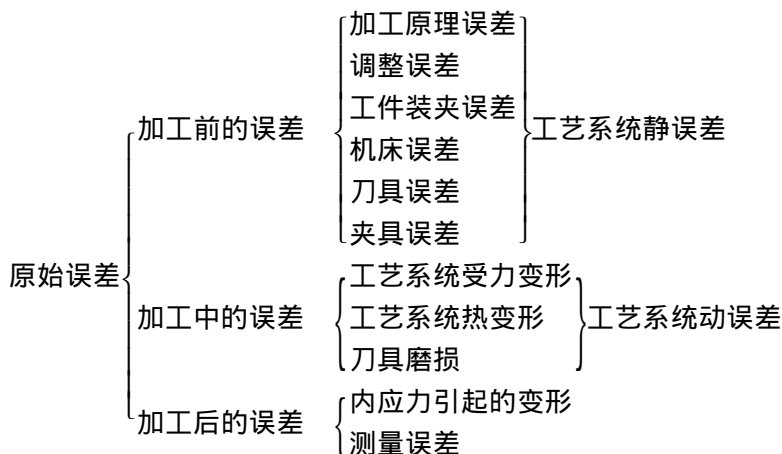 原始误差
加工前的误差
加工原理误差
调整误差
工件装夹误差
机床误差
刀具误差
夹具误差
工艺系统静误差
加工中的误差
工艺系统受力变形
工艺系统热变形
刀具磨损
工艺系统动误差
加工后的误差
内应力引起的变形
测量误差